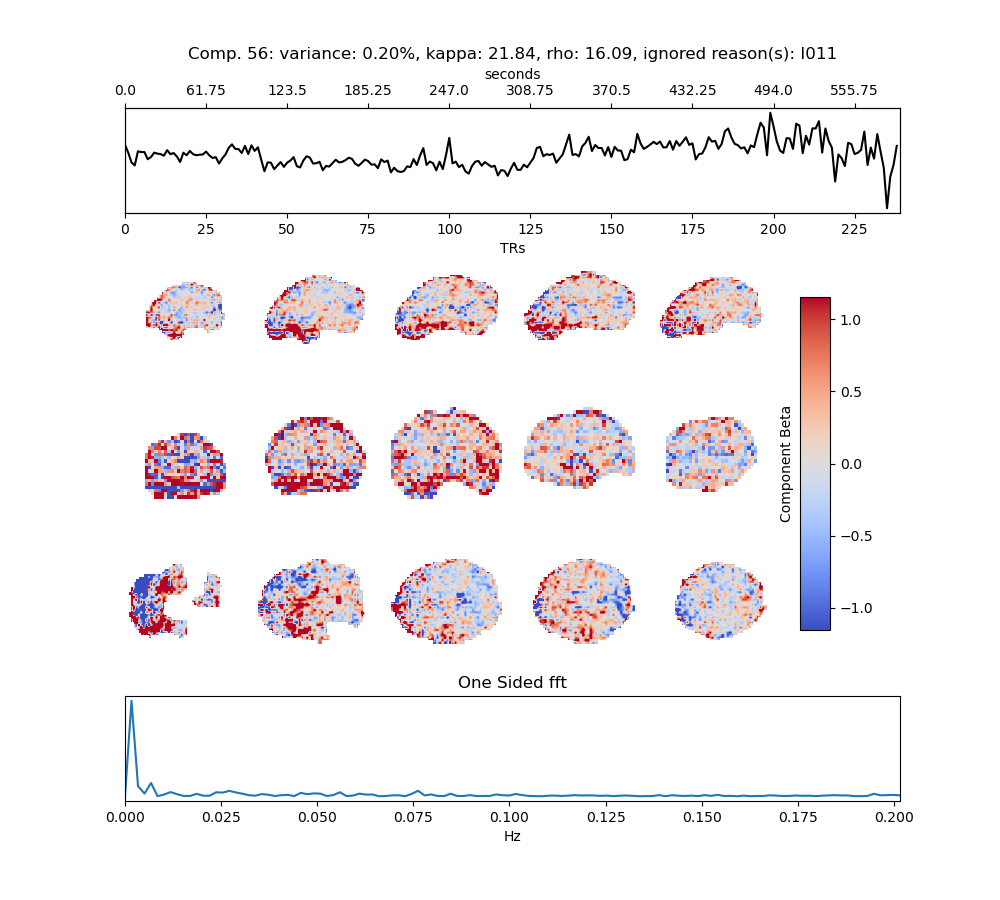 Comp. 56: variance: 0.20%, kappa: 21.84, rho: 16.09, ignored reason(s): I011
seconds
0.0 61.75 123.5 185.25 247.0 308.75 370.5 432.25 494.0 555.75
0 25 50 75 100 125 150 175 200 225
TRs
1.0
0.5
0.0
−0.5
−1.0
Component Beta
One Sided fft
0.000 0.025 0.050 0.075 0.100 0.125 0.150 0.175 0.200
Hz